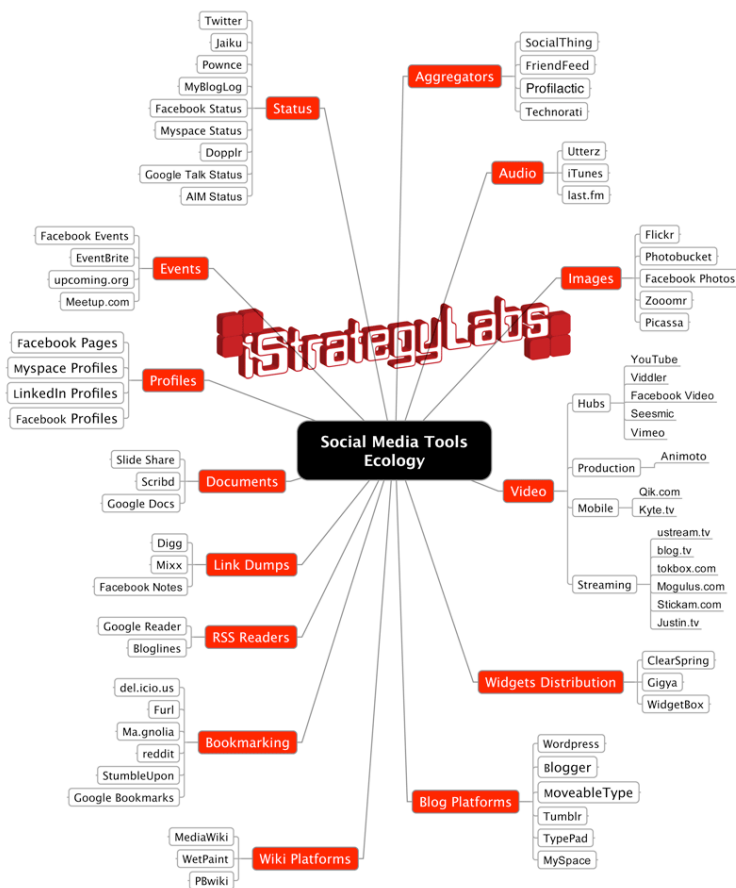 Social Media Tools
Ecology
iStrategyLabs
Status
Twitter
Jaiku
Pownce
MyBlogLog
Facebook Status
Myspace Status
Dopplr
Google Talk Status
AIM Status
Events
Facebook Events
EventBrite
upcoming.org
Meetup.com
Profiles
Facebook Pages
Myspace Profiles
LinkedIn Profiles
Facebook Profiles
Documents
Slide Share
Scribd
Google Docs
Link Dumps
Digg
Mixx
Facebook Notes
RSS Readers
Google Reader
Bloglines
Bookmarking
del.icio.us
Furl
Ma.gnolia
reddit
StumbleUpon
Google Bookmarks
Wiki Platforms
MediaWiki
WetPaint
PBwiki
Aggregators
SocialThing
FriendFeed
Profilactic
Technorati
Audio
Utterz
iTunes
last.fm
Images
Flickr
Photobucket
Facebook Photos
Zooomr
Picassa
Video
Hubs
YouTube
Viddler
Facebook Video
Seesmic
Vimeo
Production
Animoto
Mobile
Qik.com
Kyte.tv
Streaming
ustream.tv
blog.tv
tokbox.com
Mogulus.com
Stickam.com
Justin.tv
Widgets Distribution
ClearSpring
Gigya
WidgetBox
Blog Platforms
Wordpress
Blogger
MoveableType
Tumblr
TypePad
MySpace